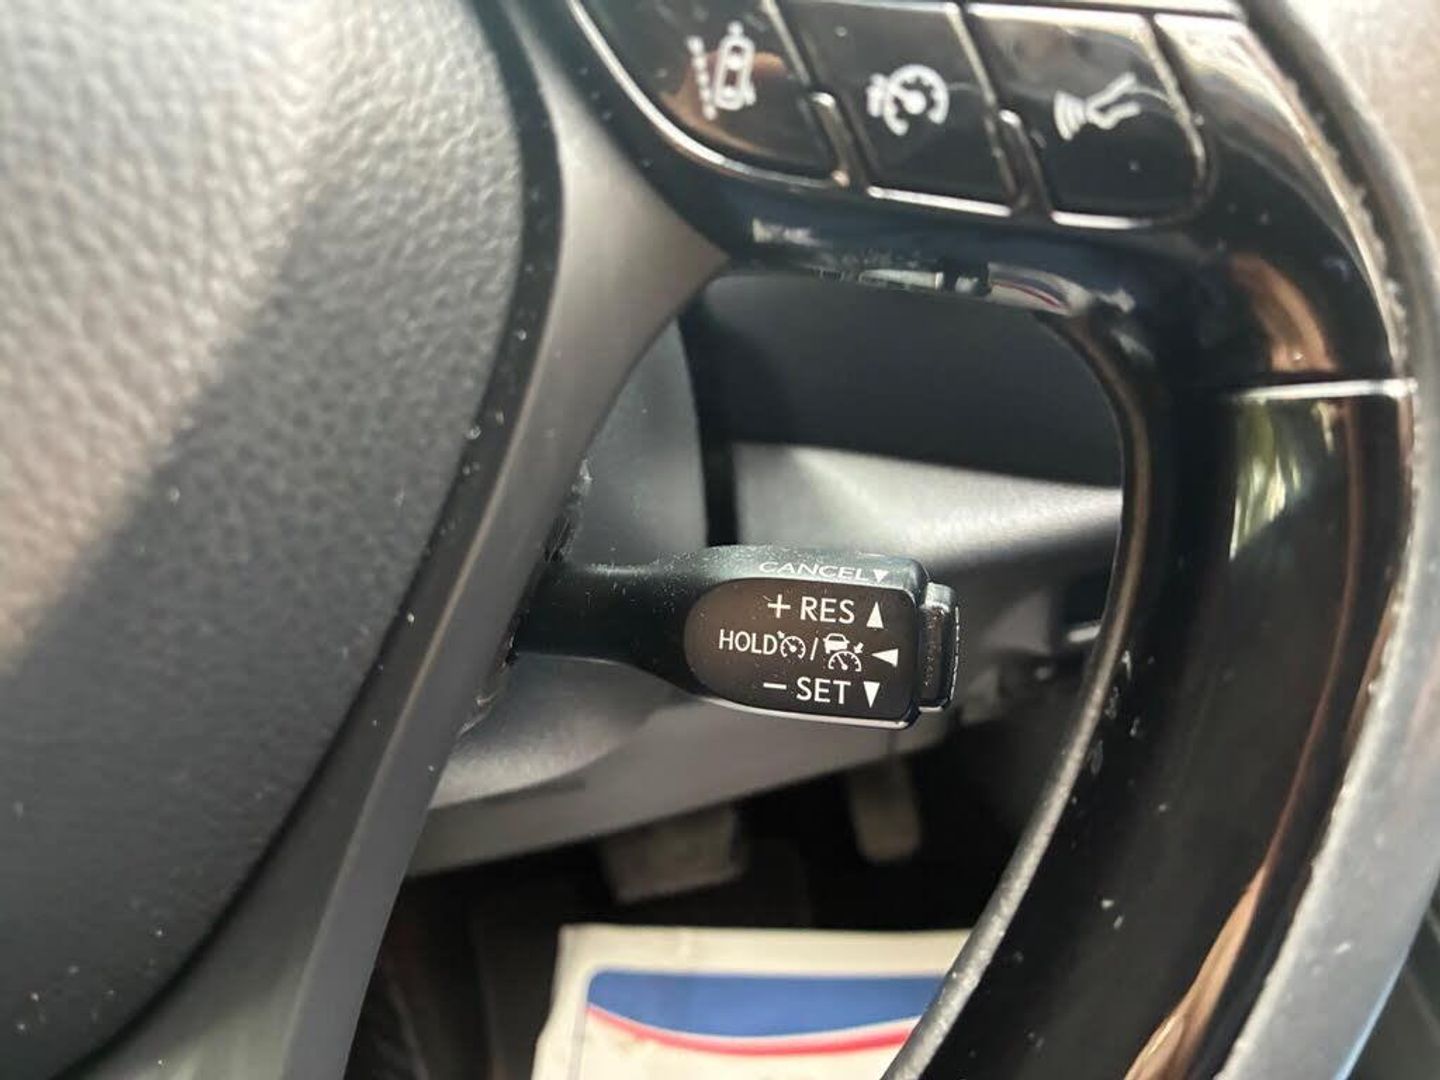 CANCEL▼
+ RES ▲
HOLD / ◀
− SET ▼